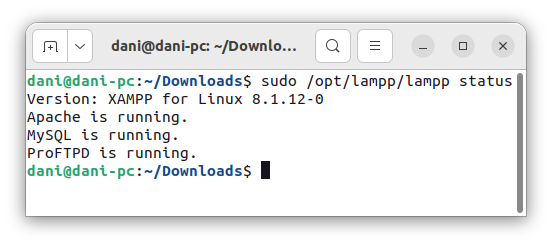 dani@dani-pc: ~/Downlo...
dani@dani-pc:~/Downloads$ sudo /opt/lampp/lampp status
Version: XAMPP for Linux 8.1.12-0
Apache is running.
MySQL is running.
ProFTPD is running.
dani@dani-pc:~/Downloads$